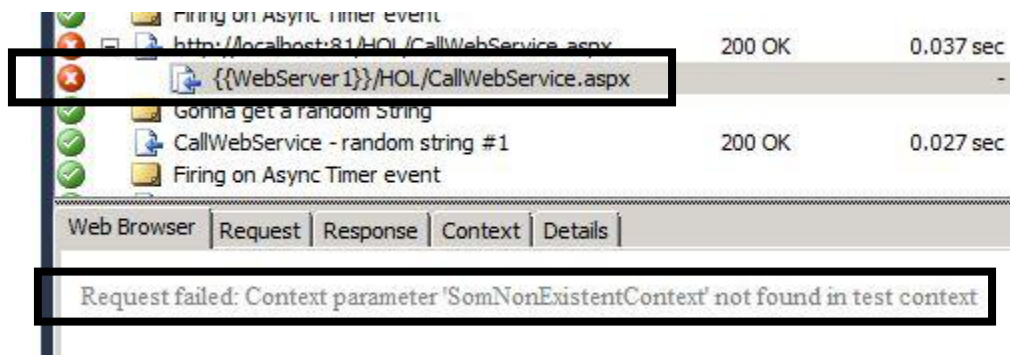 Firing on Async Timer event
http://localhost:81/HOL/CallWebService.aspx 200 OK 0.037 sec
{{WebServer1}}/HOL/CallWebService.aspx -
Gonna get a random String
CallWebService - random string #1 200 OK 0.027 sec
Firing on Async Timer event
Web Browser Request Response Context Details
Request failed: Context parameter 'SomNonExistentContext' not found in test context